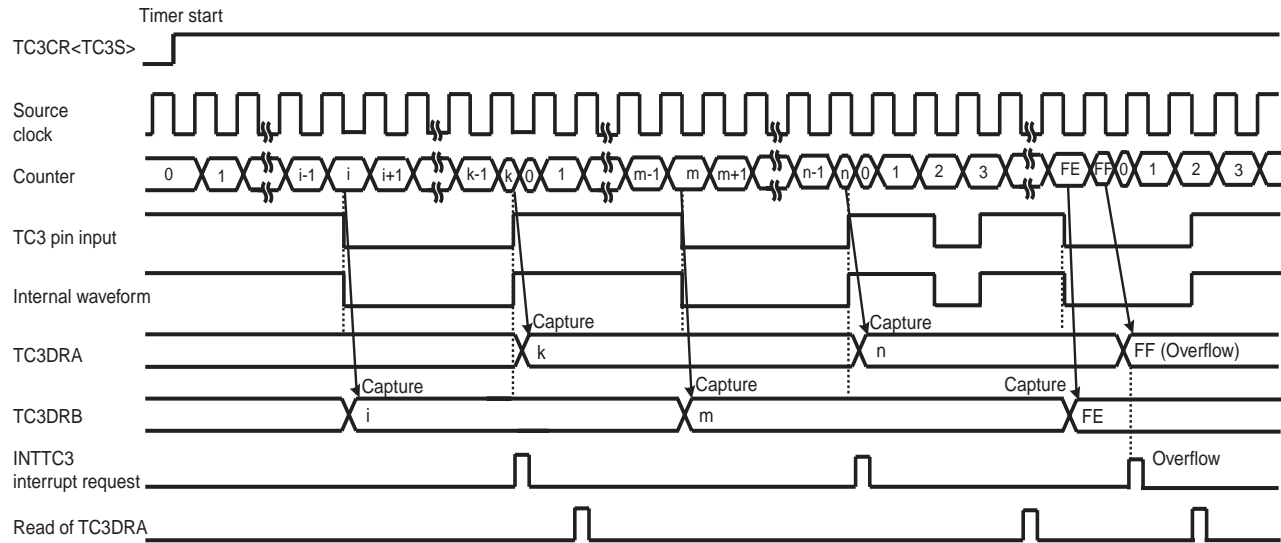 Timer start
TC3CR<TC3S>
Source
clock
Counter 0 1 i-1 i i+1 k-1 k 0 1 m-1 m m+1 n-1 n 0 1 2 3 FE FF 0 1 2 3
TC3 pin input
Internal waveform
Capture Capture
TC3DRA k n FF (Overflow)
Capture Capture Capture
TC3DRB i m FE
INTTC3
interrupt request
Overflow
Read of TC3DRA